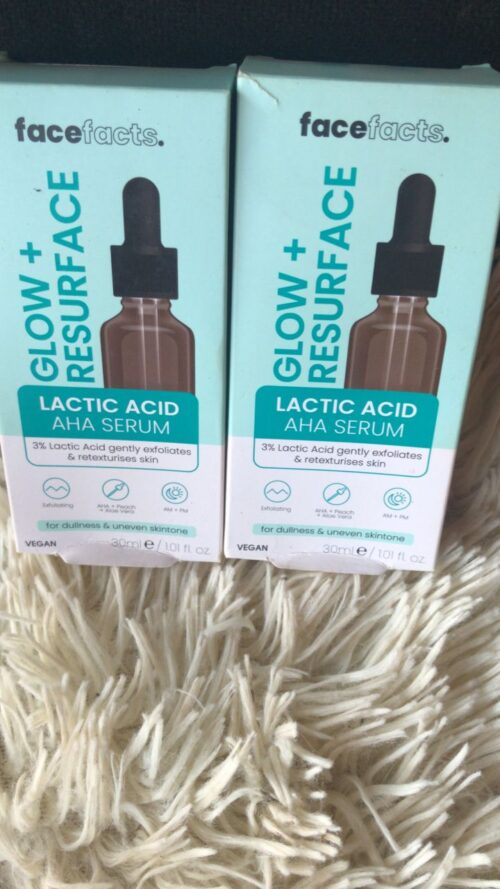 facefacts.
GLOW +
RESURFACE
LACTIC ACID
AHA SERUM
3% Lactic Acid gently exfoliates
& retexturises skin
Exfoliating
AHA + Peach
+ Aloe Vera
AM + PM
for dullness & uneven skintone
VEGAN
30ml e / 1.01 fl. oz.
facefacts.
GLOW +
RESURFACE
LACTIC ACID
AHA SERUM
3% Lactic Acid gently exfoliates
& retexturises skin
Exfoliating
AHA + Peach
+ Aloe Vera
AM + PM
for dullness & uneven skintone
VEGAN
30ml e / 1.01 fl. oz.